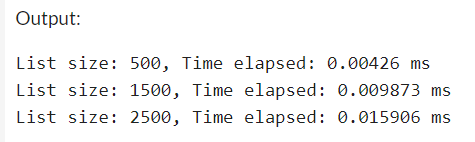 Output:
List size: 500, Time elapsed: 0.00426 ms
List size: 1500, Time elapsed: 0.009873 ms
List size: 2500, Time elapsed: 0.015906 ms